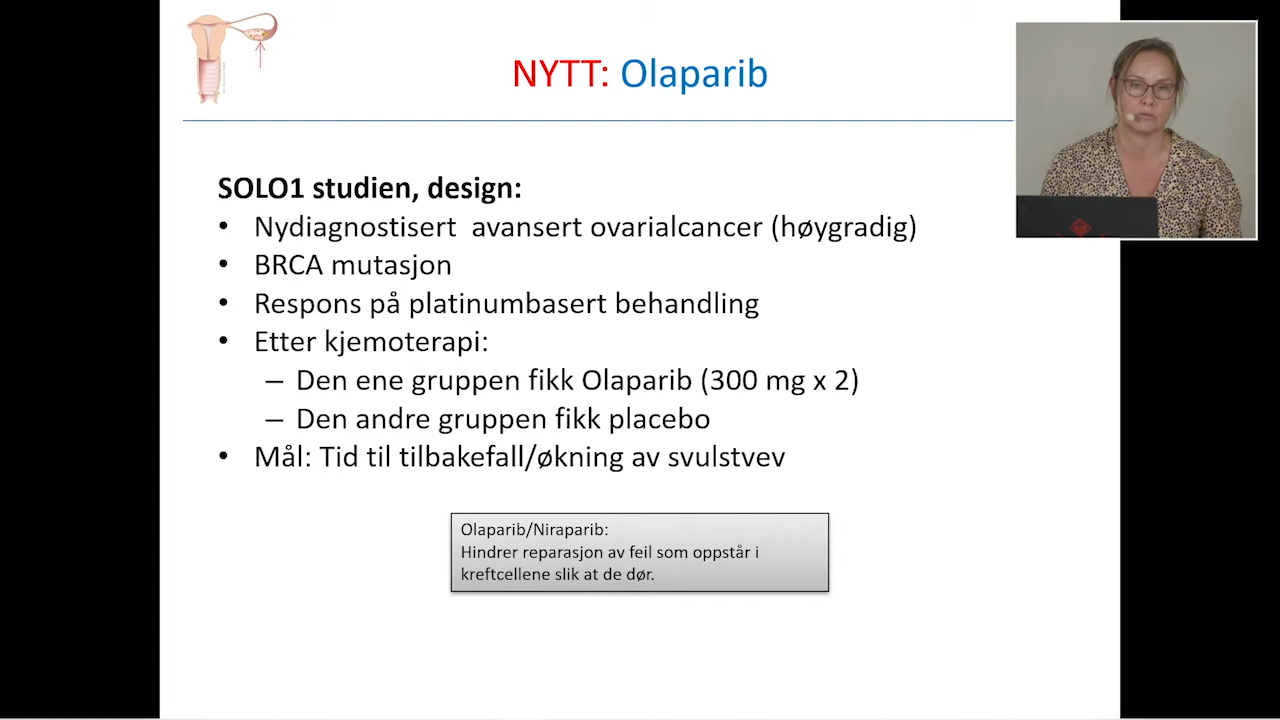 NYTT: Olaparib
SOLO1 studien, design:
• Nydiagnostisert avansert ovarialcancer (høygradig)
• BRCA mutasjon
• Respons på platinumbasert behandling
• Etter kjemoterapi:
– Den ene gruppen fikk Olaparib (300 mg x 2)
– Den andre gruppen fikk placebo
• Mål: Tid til tilbakefall/økning av svulstvev
Olaparib/Niraparib:
Hindrer reparasjon av feil som oppstår i
kreftcellene slik at de dør.